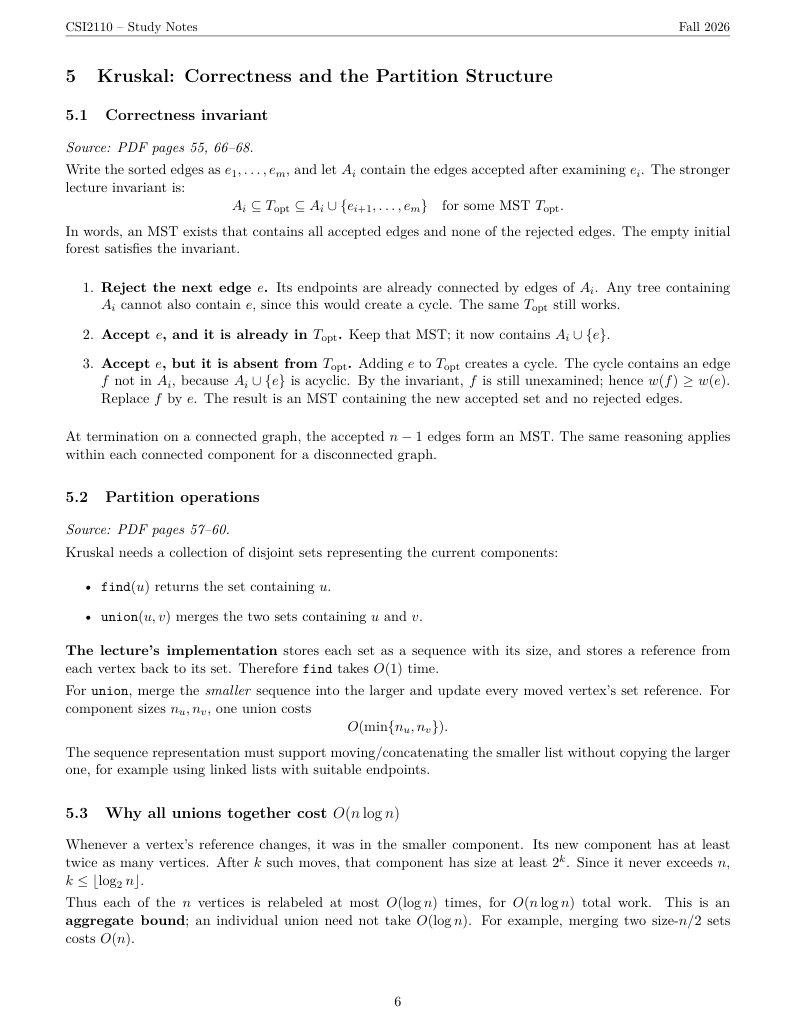 CSI2110 – Study Notes Fall 2026
5 Kruskal: Correctness and the Partition Structure
5.1 Correctness invariant
Source: PDF pages 55, 66–68.
Write the sorted edges as e₁, . . . , eₘ, and let Aᵢ contain the edges accepted after examining eᵢ. The stronger
lecture invariant is:
Aᵢ ⊆ T_opt ⊆ Aᵢ ∪ {eᵢ₊₁, . . . , eₘ} for some MST T_opt.
In words, an MST exists that contains all accepted edges and none of the rejected edges. The empty initial
forest satisfies the invariant.
1. Reject the next edge e. Its endpoints are already connected by edges of Aᵢ. Any tree containing
Aᵢ cannot also contain e, since this would create a cycle. The same T_opt still works.
2. Accept e, and it is already in T_opt. Keep that MST; it now contains Aᵢ ∪ {e}.
3. Accept e, but it is absent from T_opt. Adding e to T_opt creates a cycle. The cycle contains an edge
f not in Aᵢ, because Aᵢ ∪ {e} is acyclic. By the invariant, f is still unexamined; hence w(f) ≥ w(e).
Replace f by e. The result is an MST containing the new accepted set and no rejected edges.
At termination on a connected graph, the accepted n − 1 edges form an MST. The same reasoning applies
within each connected component for a disconnected graph.
5.2 Partition operations
Source: PDF pages 57–60.
Kruskal needs a collection of disjoint sets representing the current components:
• find(u) returns the set containing u.
• union(u, v) merges the two sets containing u and v.
The lecture's implementation stores each set as a sequence with its size, and stores a reference from
each vertex back to its set. Therefore find takes O(1) time.
For union, merge the smaller sequence into the larger and update every moved vertex's set reference. For
component sizes nᵤ, nᵥ, one union costs
O(min{nᵤ, nᵥ}).
The sequence representation must support moving/concatenating the smaller list without copying the larger
one, for example using linked lists with suitable endpoints.
5.3 Why all unions together cost O(n log n)
Whenever a vertex's reference changes, it was in the smaller component. Its new component has at least
twice as many vertices. After k such moves, that component has size at least 2ᵏ. Since it never exceeds n,
k ≤ ⌊log₂ n⌋.
Thus each of the n vertices is relabeled at most O(log n) times, for O(n log n) total work. This is an
aggregate bound; an individual union need not take O(log n). For example, merging two size-n/2 sets
costs O(n).
6